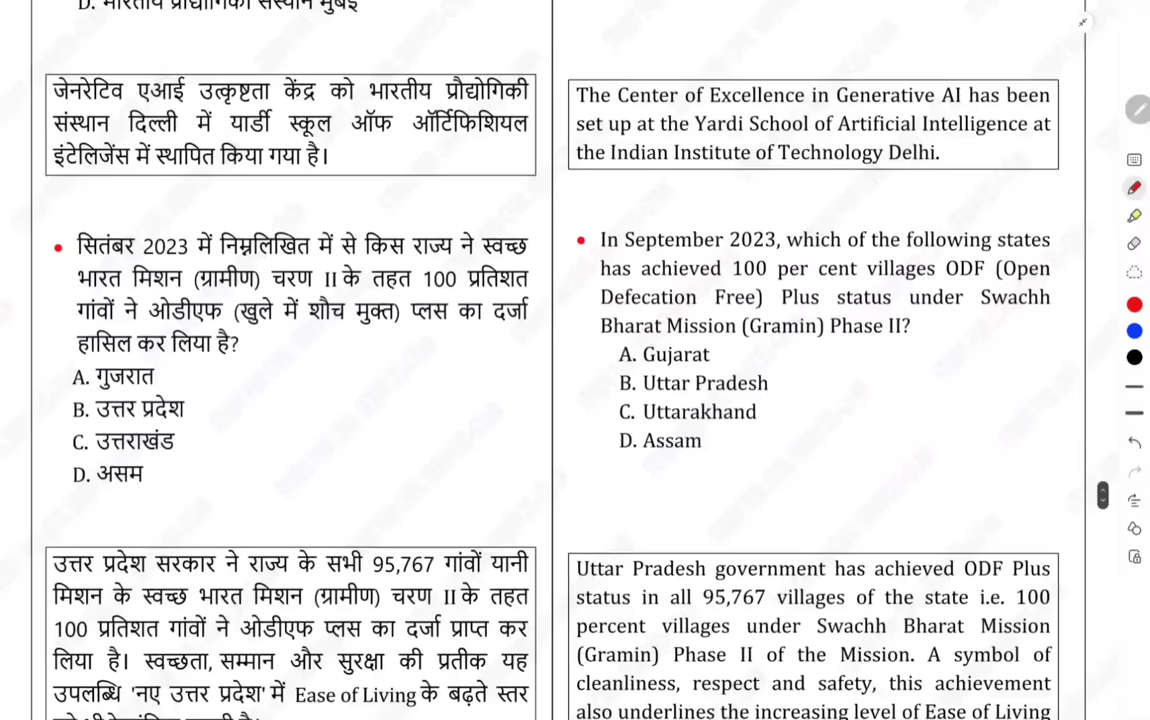 D. भारतीय प्रौद्योगिकी संस्थान मुंबई
जेनरेटिव एआई उत्कृष्टता केंद्र को भारतीय प्रौद्योगिकी
संस्थान दिल्ली में यार्डी स्कूल ऑफ ऑर्टिफिशियल
इंटेलिजेंस में स्थापित किया गया है।
• सितंबर 2023 में निम्नलिखित में से किस राज्य ने स्वच्छ
भारत मिशन (ग्रामीण) चरण II के तहत 100 प्रतिशत
गांवों ने ओडीएफ (खुले में शौच मुक्त) प्लस का दर्जा
हासिल कर लिया है?
A. गुजरात
B. उत्तर प्रदेश
C. उत्तराखंड
D. असम
उत्तर प्रदेश सरकार ने राज्य के सभी 95,767 गांवों यानी
मिशन के स्वच्छ भारत मिशन (ग्रामीण) चरण II के तहत
100 प्रतिशत गांवों ने ओडीएफ प्लस का दर्जा प्राप्त कर
लिया है। स्वच्छता, सम्मान और सुरक्षा की प्रतीक यह
उपलब्धि 'नए उत्तर प्रदेश' में Ease of Living के बढ़ते स्तर
The Center of Excellence in Generative AI has been
set up at the Yardi School of Artificial Intelligence at
the Indian Institute of Technology Delhi.
• In September 2023, which of the following states
has achieved 100 per cent villages ODF (Open
Defecation Free) Plus status under Swachh
Bharat Mission (Gramin) Phase II?
A. Gujarat
B. Uttar Pradesh
C. Uttarakhand
D. Assam
Uttar Pradesh government has achieved ODF Plus
status in all 95,767 villages of the state i.e. 100
percent villages under Swachh Bharat Mission
(Gramin) Phase II of the Mission. A symbol of
cleanliness, respect and safety, this achievement
also underlines the increasing level of Ease of Living